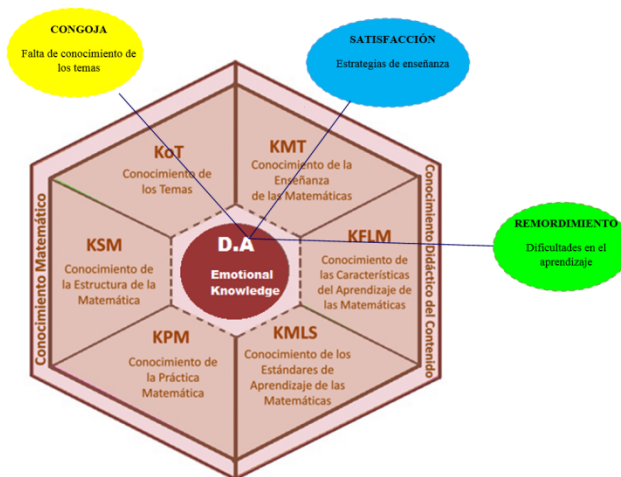 CONGOJA
Falta de conocimiento de
los temas
SATISFACCIÓN
Estrategias de enseñanza
KoT
Conocimiento de
los Temas
KMT
Conocimiento de la
Enseñanza
de las Matemáticas
KSM
Conocimiento de
la Estructura de la
Matemática
D.A
Emotional
Knowledge
KFLM
Conocimiento de
las Características
del Aprendizaje de
las Matemáticas
REMORDIMIENTO
Dificultades en el
aprendizaje
KPM
Conocimiento de
la Práctica
Matemática
KMLS
Conocimiento de los
Estándares de
Aprendizaje de las
Matemáticas
Conocimiento Matemático
Conocimiento Didáctico del Contenido